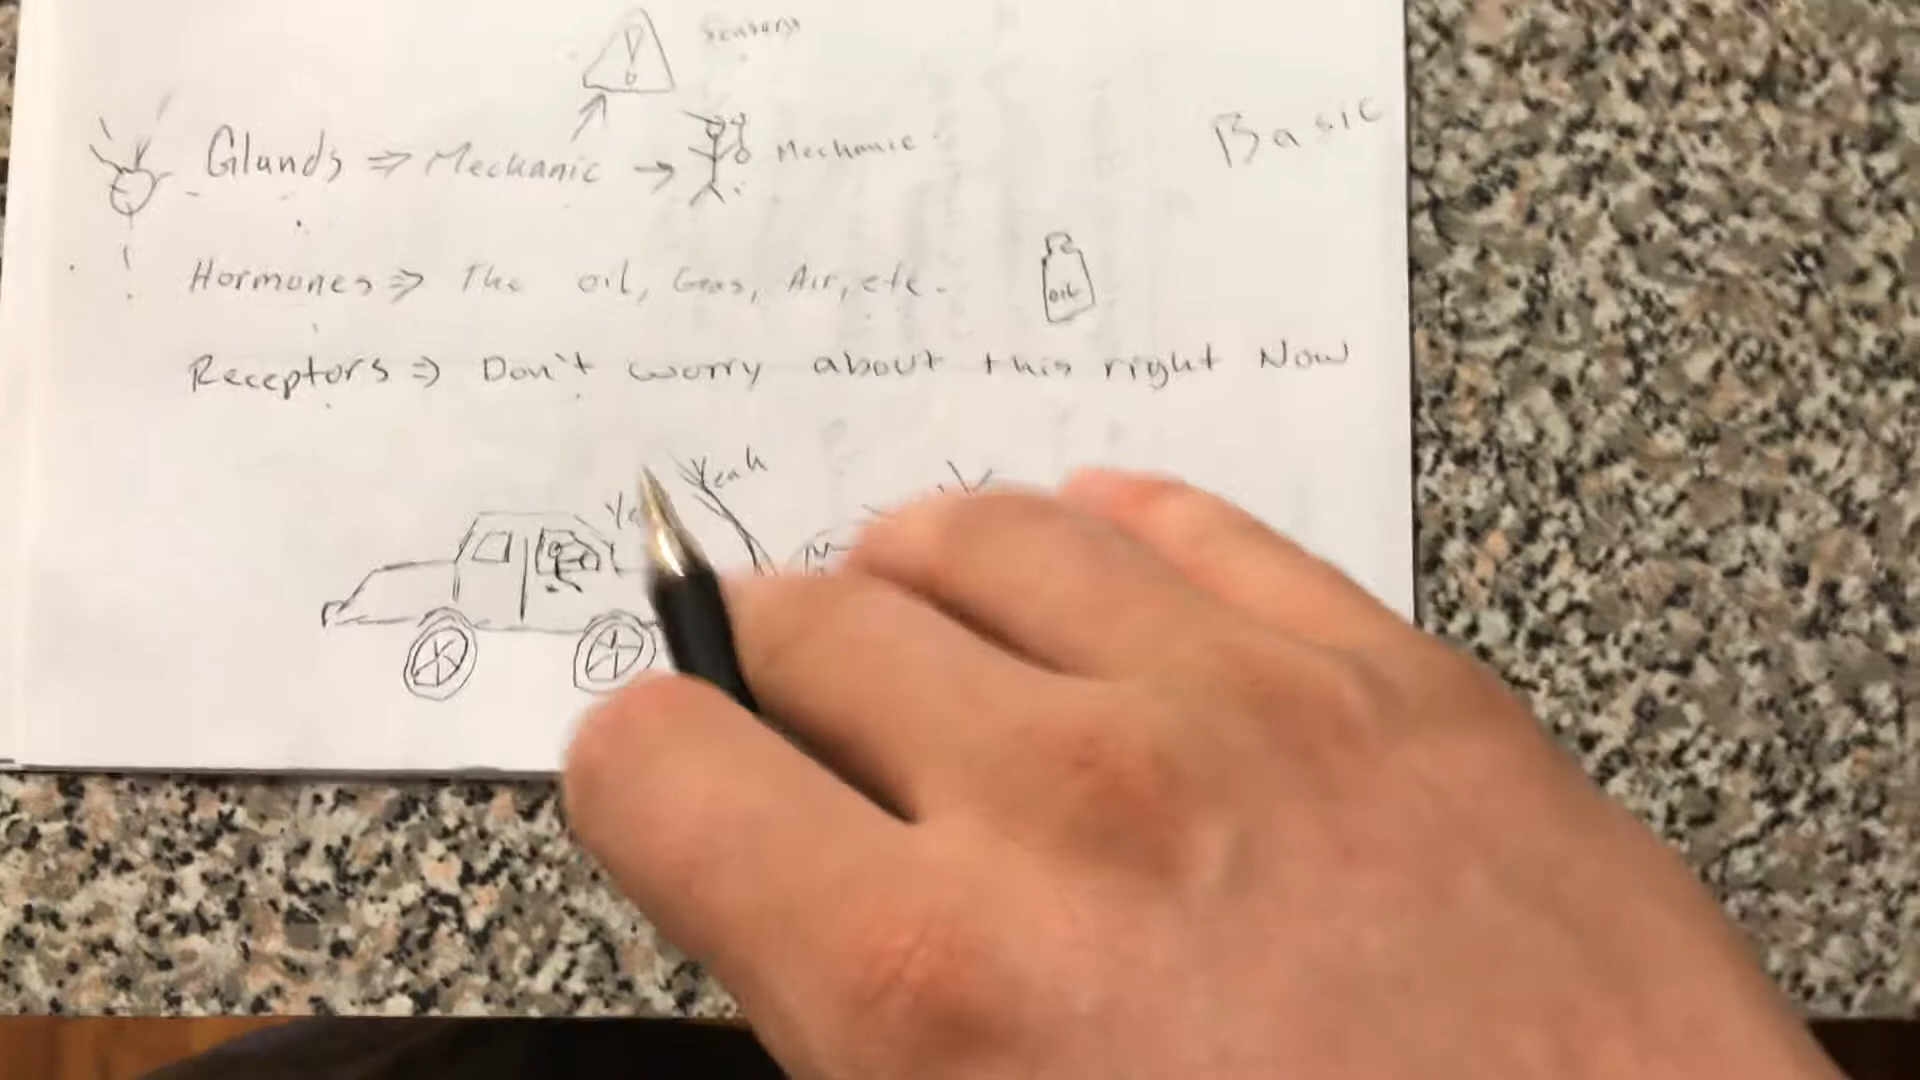 Sensors
Basic
Glands ⇒ Mechanic → Mechanic
Hormones ⇒ The oil, Gas, Air, etc.
oil
Receptors ⇒ Don't worry about this right Now
Yeah